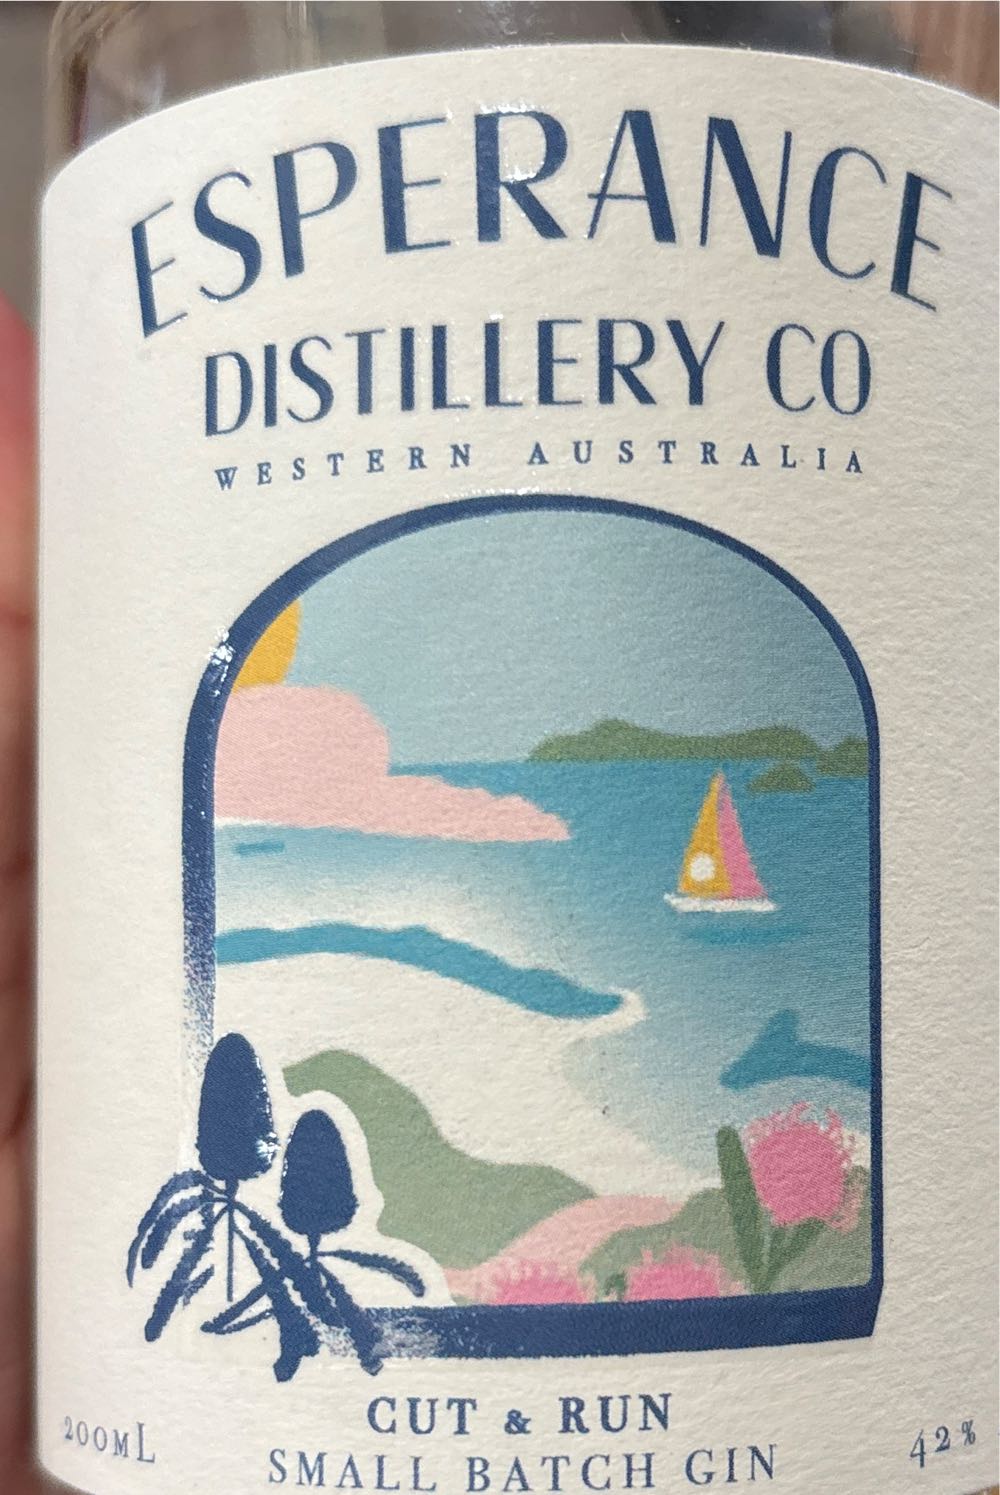 ESPERANCE
DISTILLERY CO
WESTERN AUSTRALIA
CUT & RUN
SMALL BATCH GIN
200ML
42%